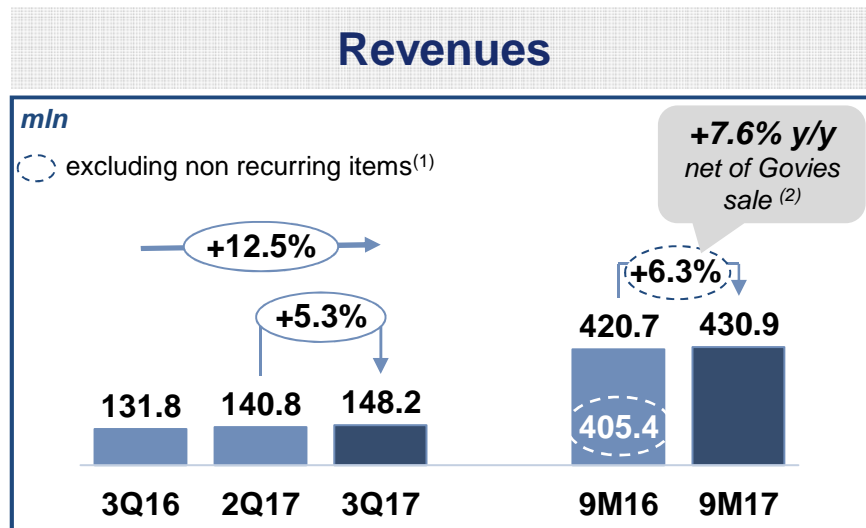 Revenues
mln
excluding non recurring items(1)
+7.6% y/y
net of Govies
sale (2)
+12.5%
+5.3%
+6.3%
131.8 140.8 148.2
420.7 430.9
405.4
3Q16 2Q17 3Q17 9M16 9M17